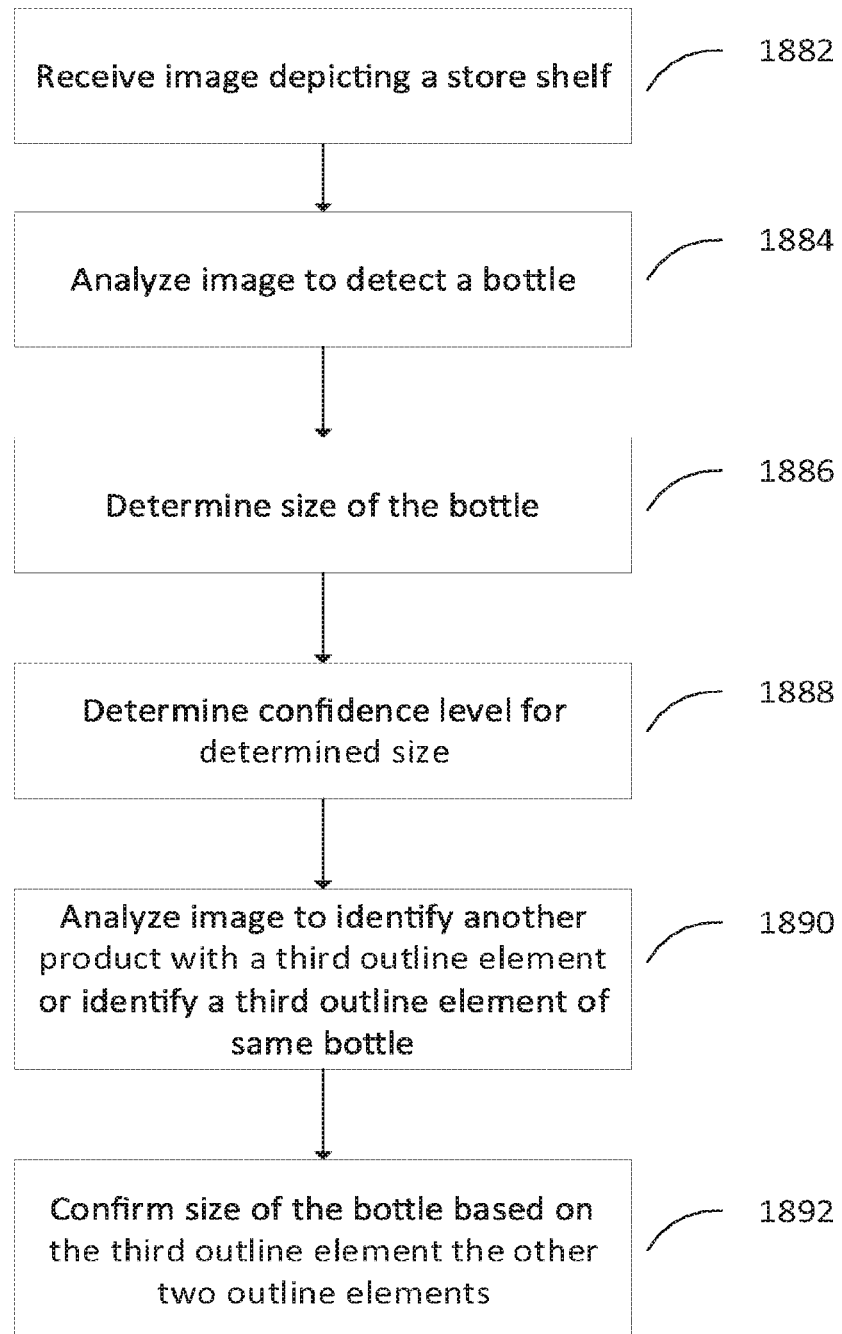 Receive image depicting a store shelf
1882
Analyze image to detect a bottle
1884
Determine size of the bottle
1886
Determine confidence level for
determined size
1888
Analyze image to identify another
product with a third outline element
or identify a third outline element of
same bottle
1890
Confirm size of the bottle based on
the third outline element the other
two outline elements
1892